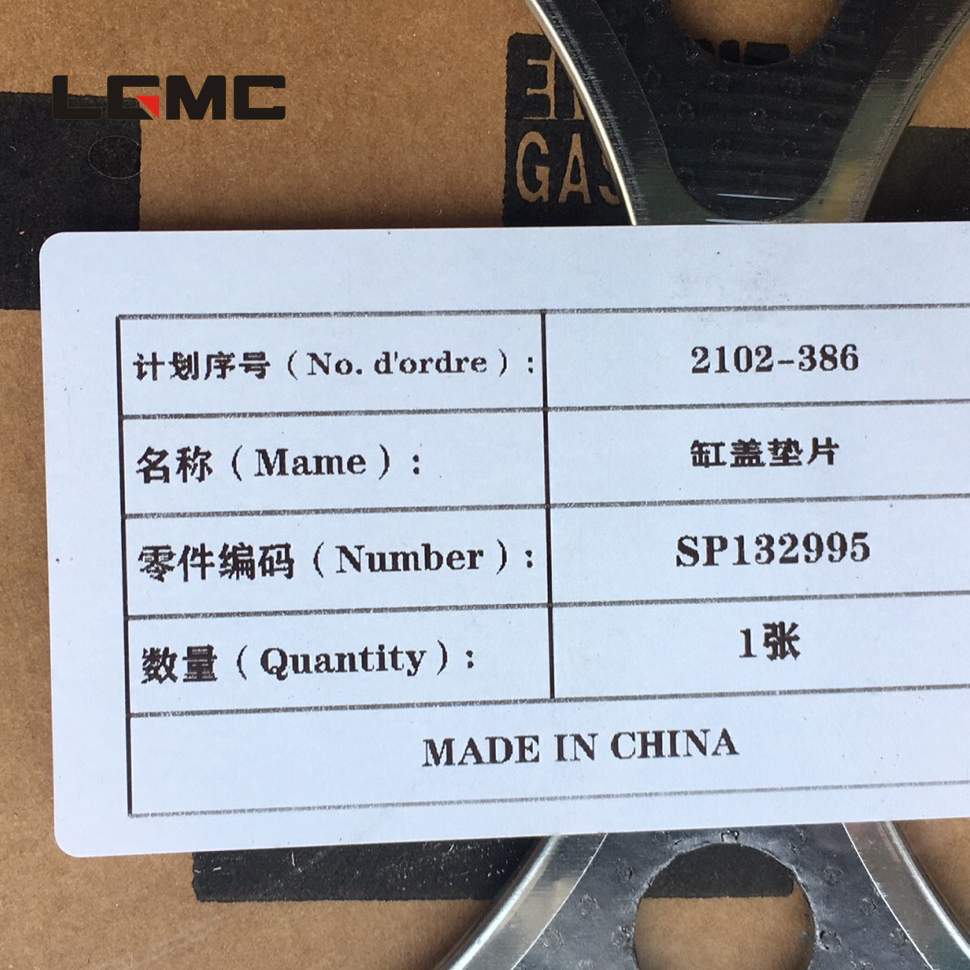 LGMC
GAS
计划序号（No. d'ordre）: 2102-386
名称（Mame）: 缸盖垫片
零件编码（Number）: SP132995
数量（Quantity）: 1张
MADE IN CHINA